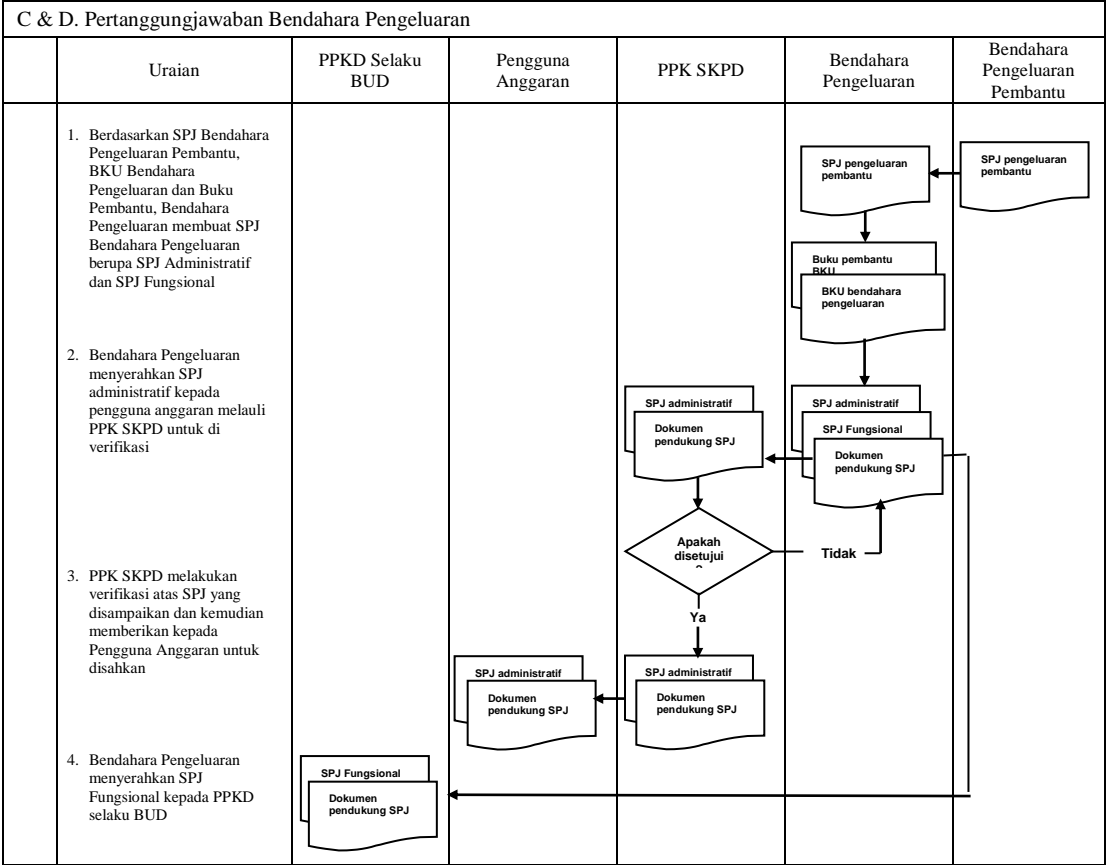 C & D. Pertanggungjawaban Bendahara Pengeluaran
Uraian
PPKD Selaku
BUD
Pengguna
Anggaran
PPK SKPD
Bendahara
Pengeluaran
Bendahara
Pengeluaran
Pembantu
1. Berdasarkan SPJ Bendahara
Pengeluaran Pembantu,
BKU Bendahara
Pengeluaran dan Buku
Pembantu, Bendahara
Pengeluaran membuat SPJ
Bendahara Pengeluaran
berupa SPJ Administratif
dan SPJ Fungsional
2. Bendahara Pengeluaran
menyerahkan SPJ
administratif kepada
pengguna anggaran melauli
PPK SKPD untuk di
verifikasi
3. PPK SKPD melakukan
verifikasi atas SPJ yang
disampaikan dan kemudian
memberikan kepada
Pengguna Anggaran untuk
disahkan
4. Bendahara Pengeluaran
menyerahkan SPJ
Fungsional kepada PPKD
selaku BUD
SPJ pengeluaran
pembantu
SPJ pengeluaran
pembantu
Buku pembantu
BKU
BKU bendahara
pengeluaran
SPJ administratif
Dokumen
pendukung SPJ
SPJ administratif
SPJ Fungsional
Dokumen
pendukung SPJ
Apakah
disetujui
?
Tidak
Ya
SPJ administratif
Dokumen
pendukung SPJ
SPJ administratif
Dokumen
pendukung SPJ
SPJ Fungsional
Dokumen
pendukung SPJ